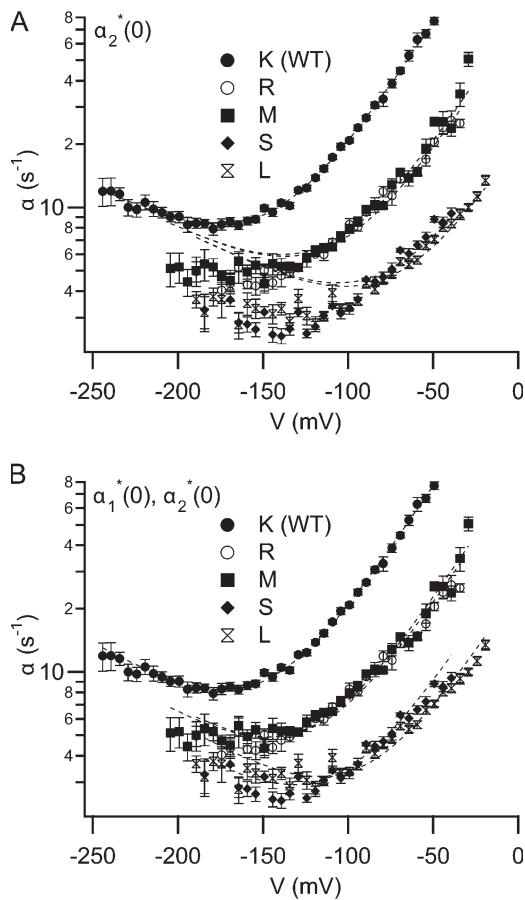 A
α₂*(0)
K (WT)
R
M
S
L
8
6
4
2
10
8
6
4
α (s⁻¹)
-250 -200 -150 -100 -50 0
V (mV)
B
α₁*(0), α₂*(0)
K (WT)
R
M
S
L
8
6
4
2
10
8
6
4
α (s⁻¹)
-250 -200 -150 -100 -50 0
V (mV)